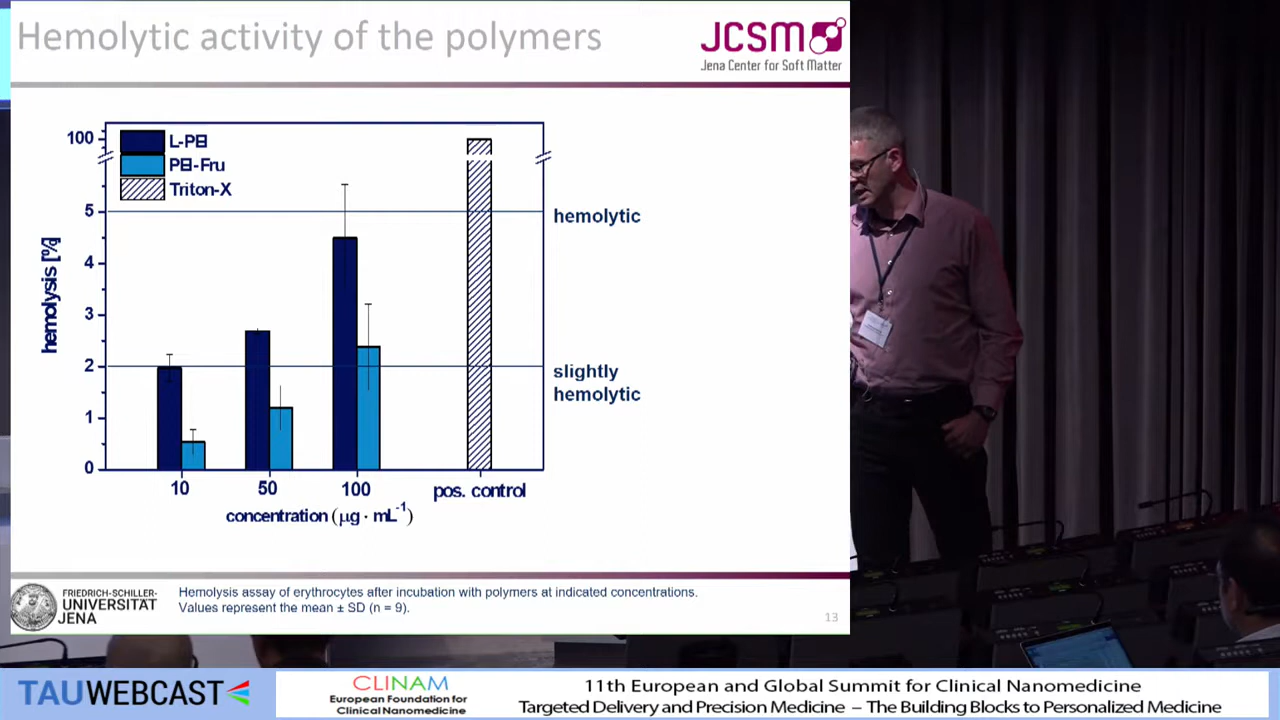 Hemolytic activity of the polymers
JCSM
Jena Center for Soft Matter
L-PEI
PEI-Fru
Triton-X
100
5
4
3
2
1
0
hemolysis [%]
hemolytic
slightly
hemolytic
10
50
100
pos. control
concentration (µg · mL-1)
FRIEDRICH-SCHILLER-
UNIVERSITÄT
JENA
Hemolysis assay of erythrocytes after incubation with polymers at indicated concentrations.
Values represent the mean ± SD (n = 9).
13
TAUWEBCAST
CLINAM
European Foundation for
Clinical Nanomedicine
11th European and Global Summit for Clinical Nanomedicine
Targeted Delivery and Precision Medicine – The Building Blocks to Personalized Medicine